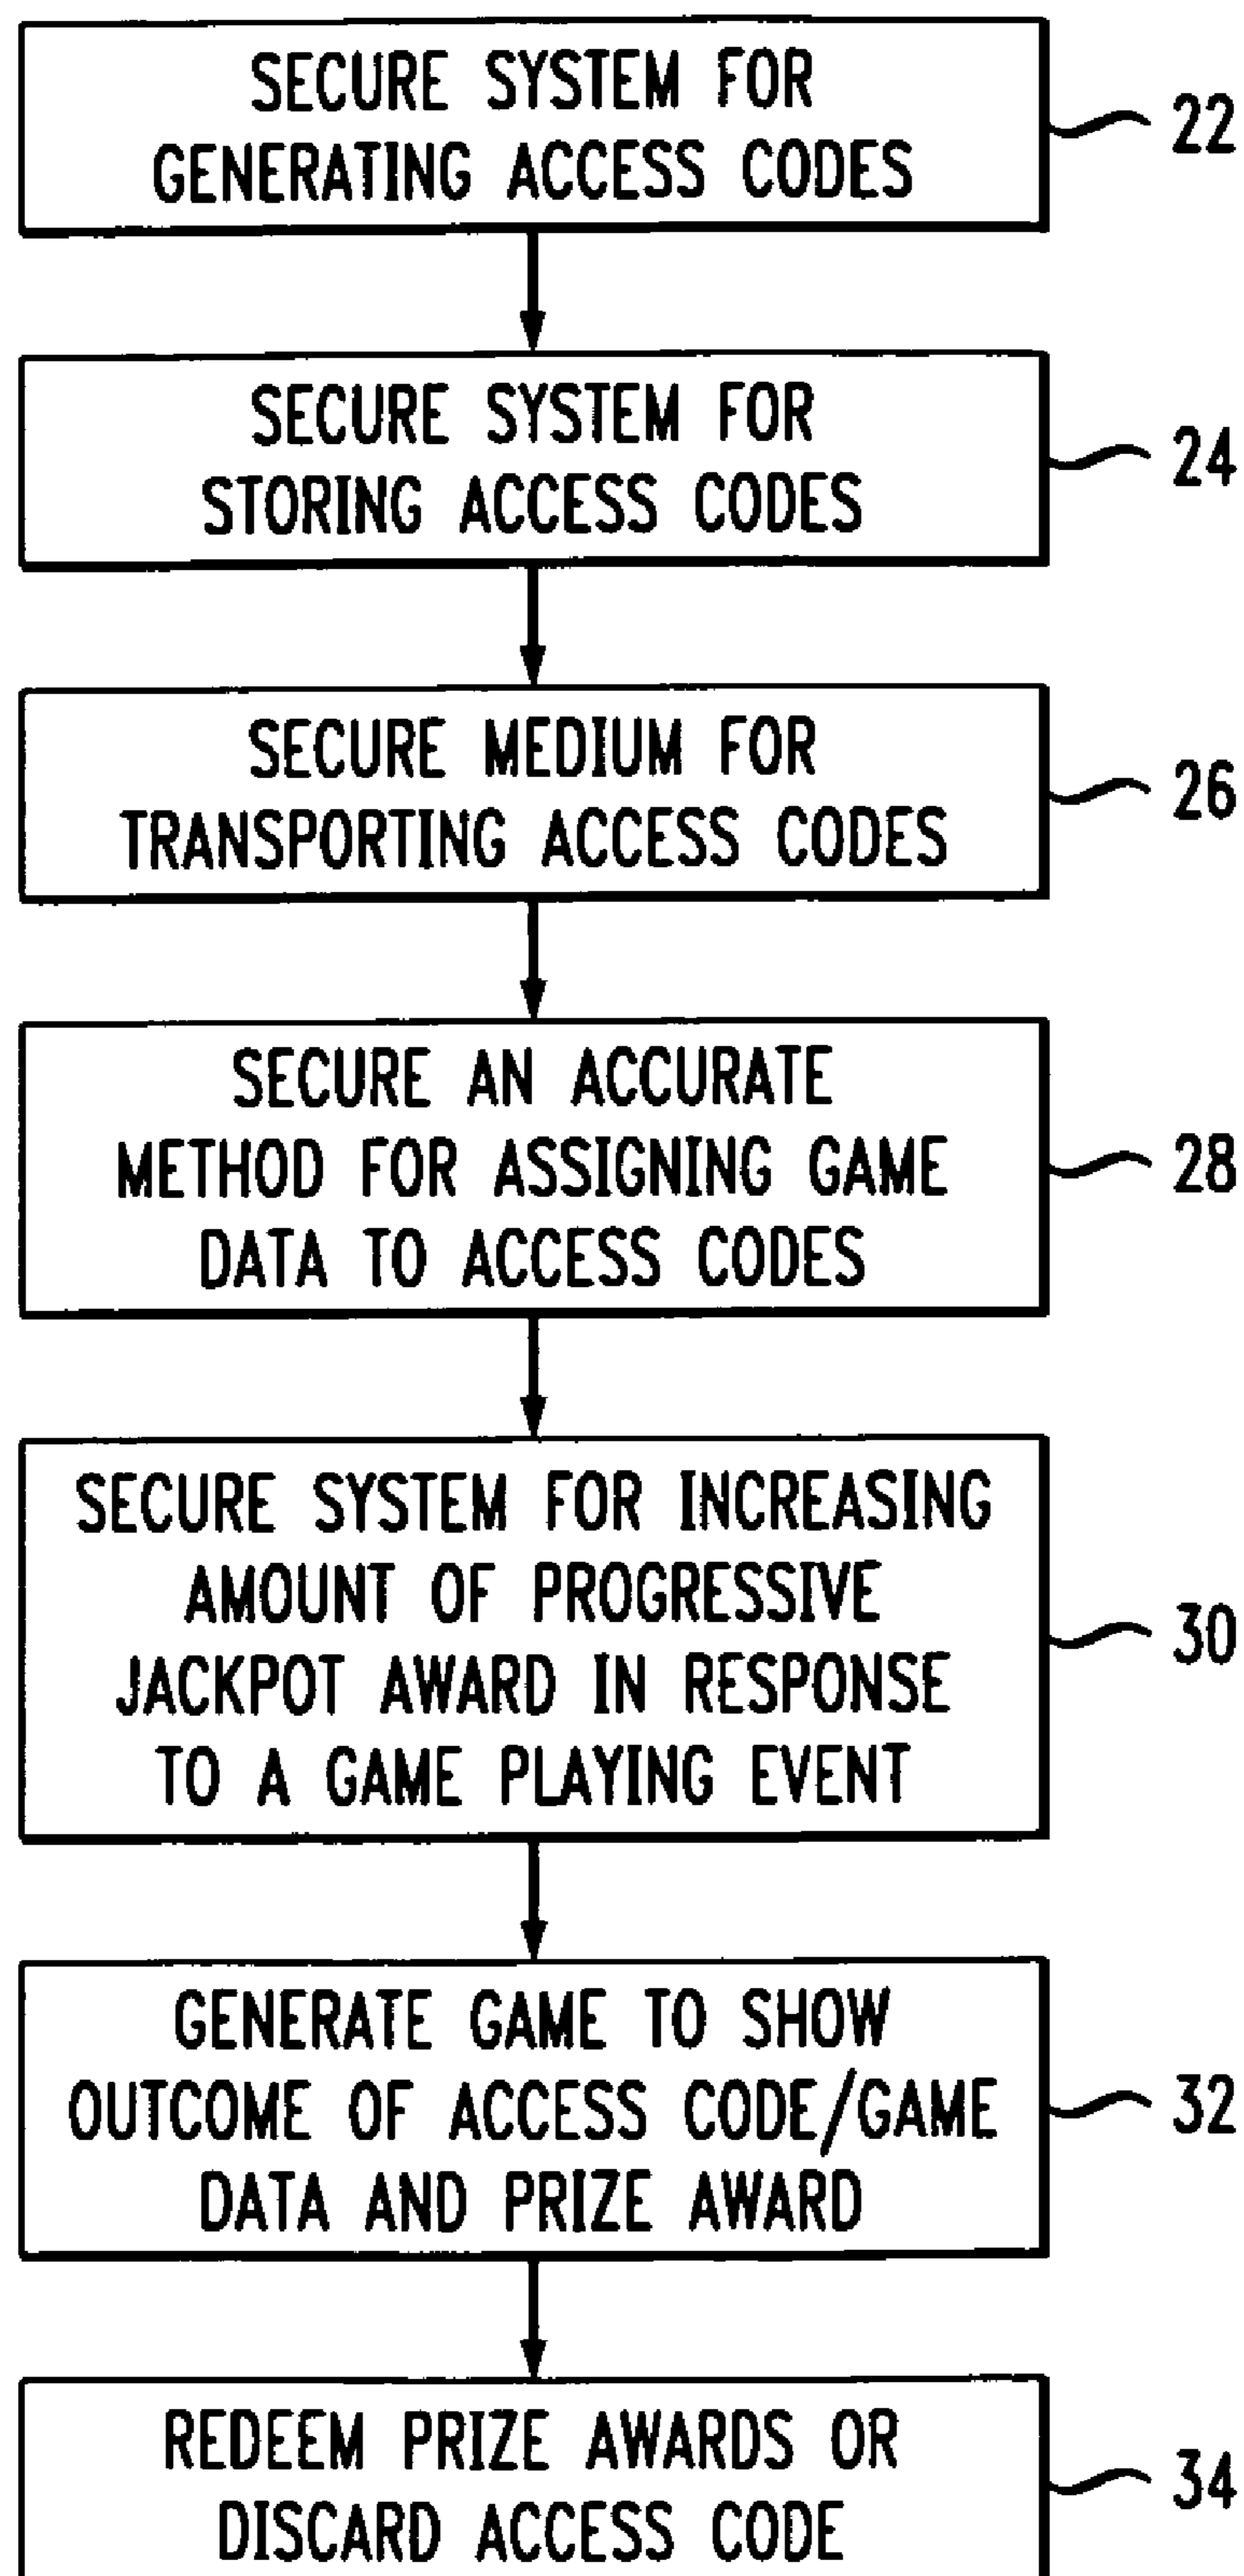 SECURE SYSTEM FOR
GENERATING ACCESS CODES
22
SECURE SYSTEM FOR
STORING ACCESS CODES
24
SECURE MEDIUM FOR
TRANSPORTING ACCESS CODES
26
SECURE AN ACCURATE
METHOD FOR ASSIGNING GAME
DATA TO ACCESS CODES
28
SECURE SYSTEM FOR INCREASING
AMOUNT OF PROGRESSIVE
JACKPOT AWARD IN RESPONSE
TO A GAME PLAYING EVENT
30
GENERATE GAME TO SHOW
OUTCOME OF ACCESS CODE/GAME
DATA AND PRIZE AWARD
32
REDEEM PRIZE AWARDS OR
DISCARD ACCESS CODE
34